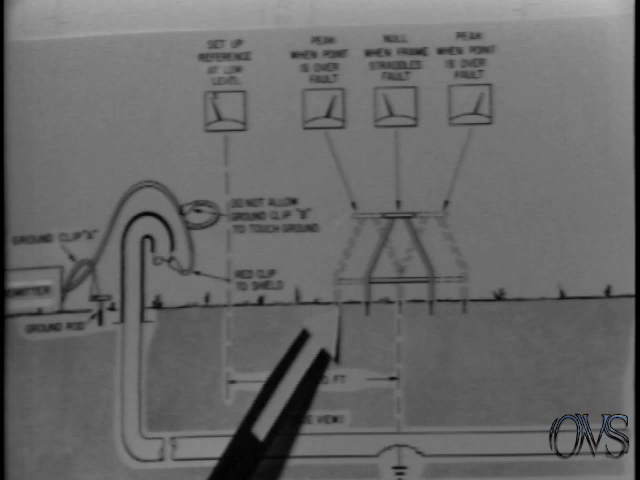 SET UP
REFERENCE
AT LOW
LEVEL
PEAK
WHEN POINT
IS OVER
FAULT
NULL
WHEN FRAME
STRADDLES
FAULT
PEAK
WHEN POINT
IS OVER
FAULT
DO NOT ALLOW
GROUND CLIP "B"
TO TOUCH GROUND
GROUND CLIP "A"
RED CLIP
TO SHIELD
GROUND ROD
FT
VIEW)
OVS